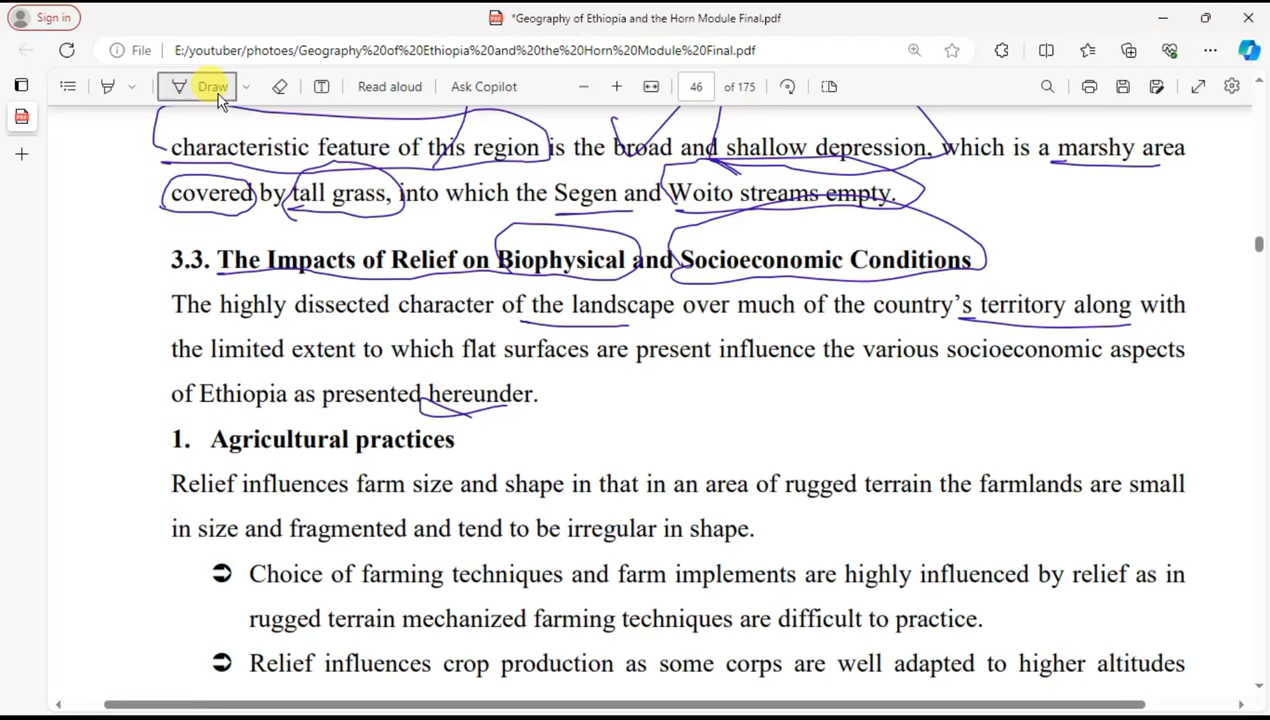 Sign in
*Geography of Ethiopia and the Horn Module Final.pdf
File E:/youtuber/photoes/Geography%20of%20Ethiopia%20and%20the%20Horn%20Module%20Final.pdf
Draw Read aloud Ask Copilot 46 of 175
characteristic feature of this region is the broad and shallow depression, which is a marshy area
covered by tall grass, into which the Segen and Woito streams empty.
3.3. The Impacts of Relief on Biophysical and Socioeconomic Conditions
The highly dissected character of the landscape over much of the country's territory along with
the limited extent to which flat surfaces are present influence the various socioeconomic aspects
of Ethiopia as presented hereunder.
1. Agricultural practices
Relief influences farm size and shape in that in an area of rugged terrain the farmlands are small
in size and fragmented and tend to be irregular in shape.
Choice of farming techniques and farm implements are highly influenced by relief as in
rugged terrain mechanized farming techniques are difficult to practice.
Relief influences crop production as some corps are well adapted to higher altitudes